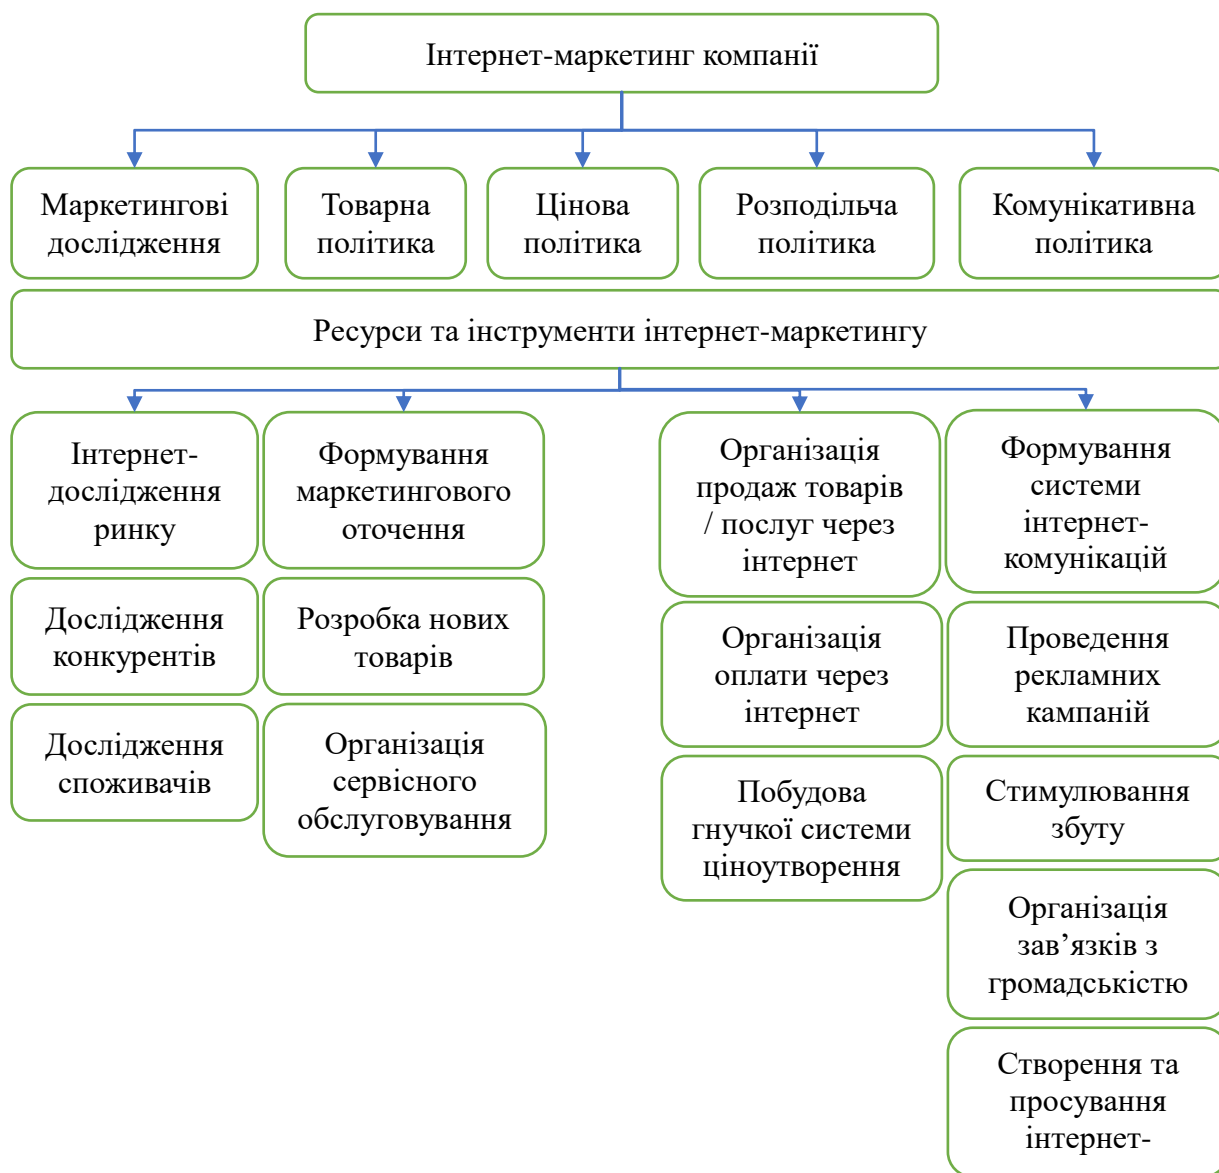 Інтернет-маркетинг компанії
Маркетингові
дослідження
Товарна
політика
Цінова
політика
Розподільча
політика
Комунікативна
політика
Ресурси та інструменти інтернет-маркетингу
Інтернет-
дослідження
ринку
Дослідження
конкурентів
Дослідження
споживачів
Формування
маркетингового
оточення
Розробка нових
товарів
Організація
сервісного
обслуговування
Організація
продаж товарів
/ послуг через
інтернет
Організація
оплати через
інтернет
Побудова
гнучкої системи
ціноутворення
Формування
системи
інтернет-
комунікацій
Проведення
рекламних
кампаній
Стимулювання
збуту
Організація
зав’язків з
громадськістю
Створення та
просування
інтернет-